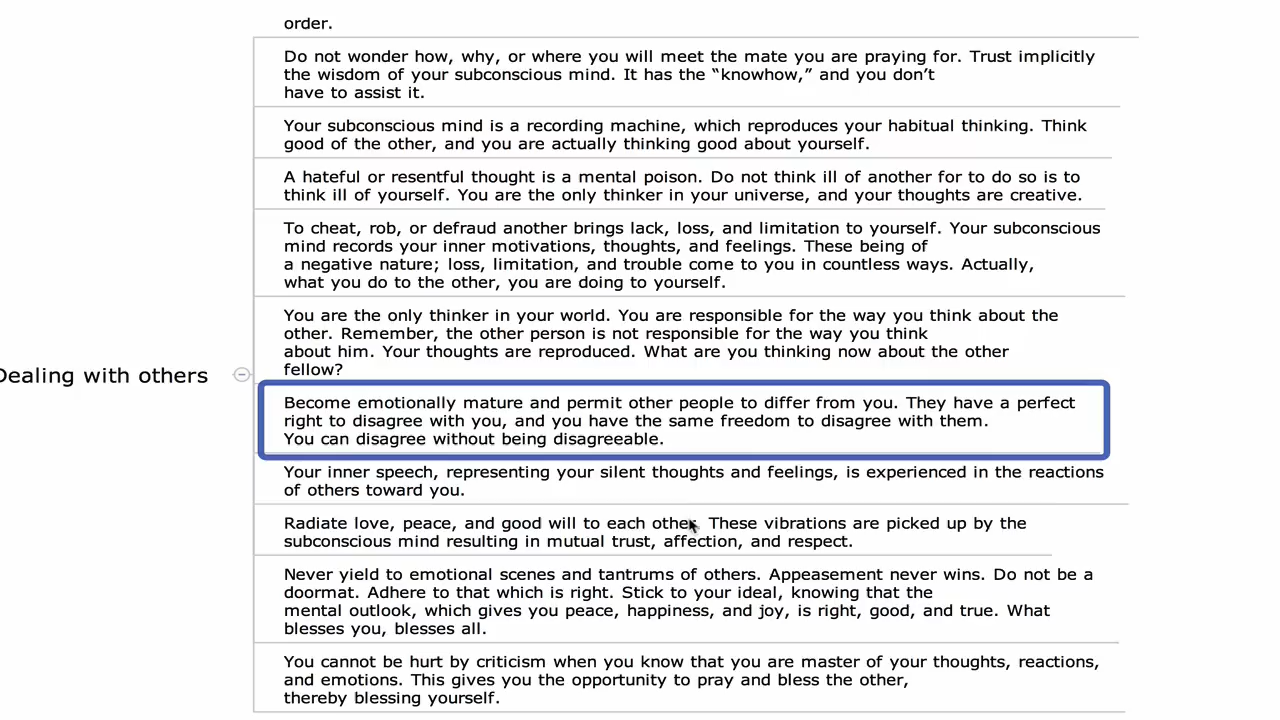 order.
Do not wonder how, why, or where you will meet the mate you are praying for. Trust implicitly
the wisdom of your subconscious mind. It has the “knowhow,” and you don’t
have to assist it.
Your subconscious mind is a recording machine, which reproduces your habitual thinking. Think
good of the other, and you are actually thinking good about yourself.
A hateful or resentful thought is a mental poison. Do not think ill of another for to do so is to
think ill of yourself. You are the only thinker in your universe, and your thoughts are creative.
To cheat, rob, or defraud another brings lack, loss, and limitation to yourself. Your subconscious
mind records your inner motivations, thoughts, and feelings. These being of
a negative nature; loss, limitation, and trouble come to you in countless ways. Actually,
what you do to the other, you are doing to yourself.
You are the only thinker in your world. You are responsible for the way you think about the
other. Remember, the other person is not responsible for the way you think
about him. Your thoughts are reproduced. What are you thinking now about the other
fellow?
Dealing with others
Become emotionally mature and permit other people to differ from you. They have a perfect
right to disagree with you, and you have the same freedom to disagree with them.
You can disagree without being disagreeable.
Your inner speech, representing your silent thoughts and feelings, is experienced in the reactions
of others toward you.
Radiate love, peace, and good will to each other. These vibrations are picked up by the
subconscious mind resulting in mutual trust, affection, and respect.
Never yield to emotional scenes and tantrums of others. Appeasement never wins. Do not be a
doormat. Adhere to that which is right. Stick to your ideal, knowing that the
mental outlook, which gives you peace, happiness, and joy, is right, good, and true. What
blesses you, blesses all.
You cannot be hurt by criticism when you know that you are master of your thoughts, reactions,
and emotions. This gives you the opportunity to pray and bless the other,
thereby blessing yourself.